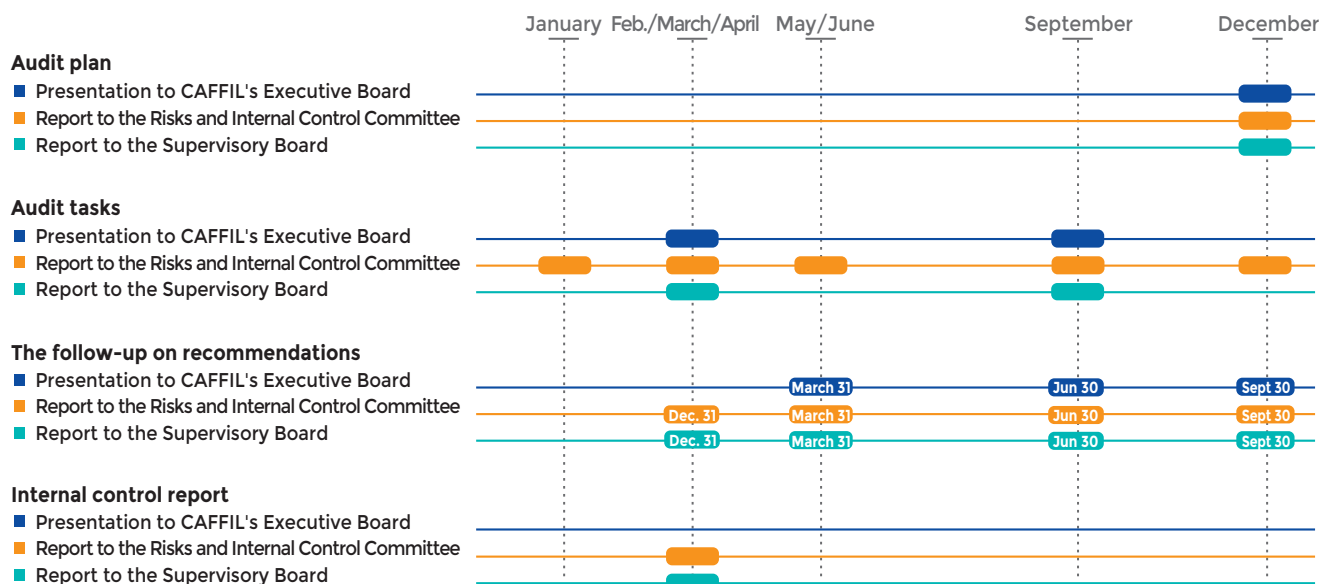 January Feb./March/April May/June September December
Audit plan
Presentation to CAFFIL's Executive Board
Report to the Risks and Internal Control Committee
Report to the Supervisory Board
Audit tasks
Presentation to CAFFIL's Executive Board
Report to the Risks and Internal Control Committee
Report to the Supervisory Board
The follow-up on recommendations
Presentation to CAFFIL's Executive Board March 31 Jun 30 Sept 30
Report to the Risks and Internal Control Committee Dec. 31 March 31 Jun 30 Sept 30
Report to the Supervisory Board Dec. 31 March 31 Jun 30 Sept 30
Internal control report
Presentation to CAFFIL's Executive Board
Report to the Risks and Internal Control Committee
Report to the Supervisory Board